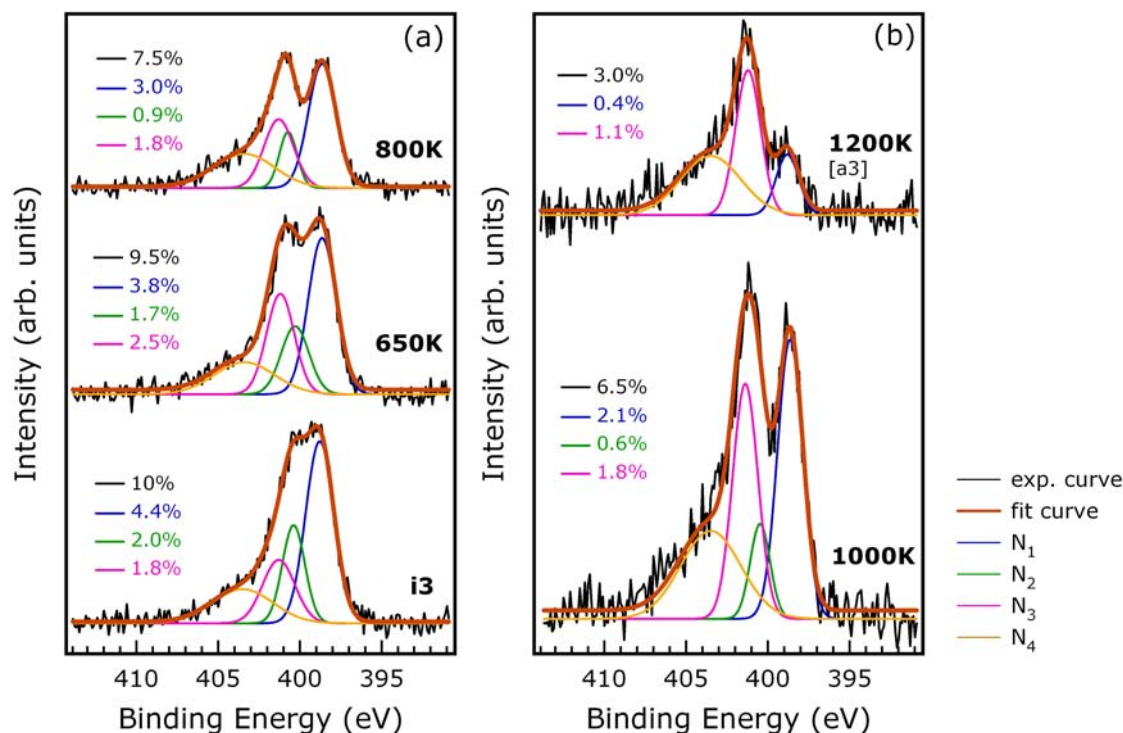 (a)
7.5%
3.0%
0.9%
1.8%
800K
9.5%
3.8%
1.7%
2.5%
650K
10%
4.4%
2.0%
1.8%
i3
Intensity (arb. units)
410 405 400 395
Binding Energy (eV)
(b)
3.0%
0.4%
1.1%
1200K
[a3]
6.5%
2.1%
0.6%
1.8%
1000K
Intensity (arb. units)
410 405 400 395
Binding Energy (eV)
exp. curve
fit curve
N1
N2
N3
N4